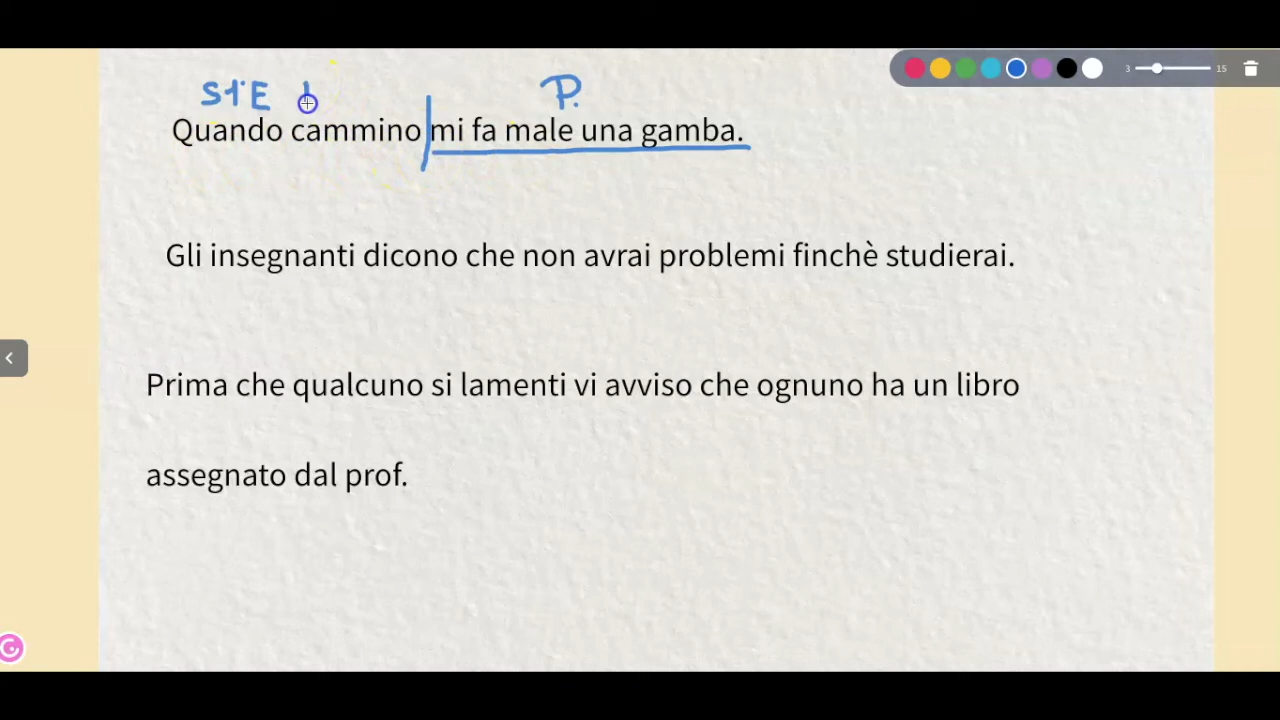 S1°E P.
Quando cammino mi fa male una gamba.
Gli insegnanti dicono che non avrai problemi finchè studierai.
Prima che qualcuno si lamenti vi avviso che ognuno ha un libro
assegnato dal prof.
3 15